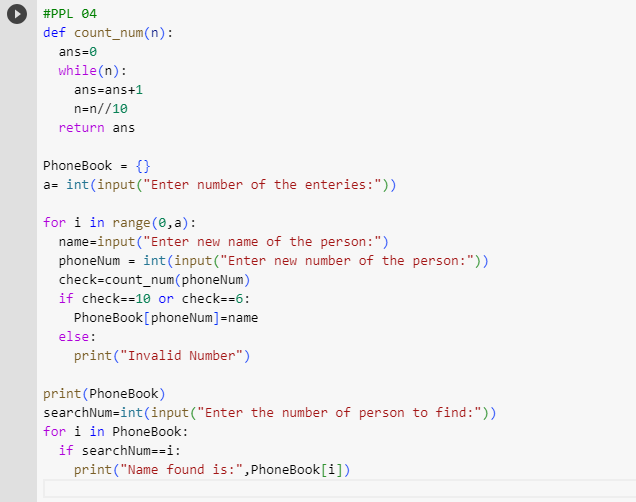 #PPL 04
def count_num(n):
  ans=0
  while(n):
    ans=ans+1
    n=n//10
  return ans

PhoneBook = {}
a= int(input("Enter number of the enteries:"))

for i in range(0,a):
  name=input("Enter new name of the person:")
  phoneNum = int(input("Enter new number of the person:"))
  check=count_num(phoneNum)
  if check==10 or check==6:
    PhoneBook[phoneNum]=name
  else:
    print("Invalid Number")

print(PhoneBook)
searchNum=int(input("Enter the number of person to find:"))
for i in PhoneBook:
  if searchNum==i:
    print("Name found is:",PhoneBook[i])